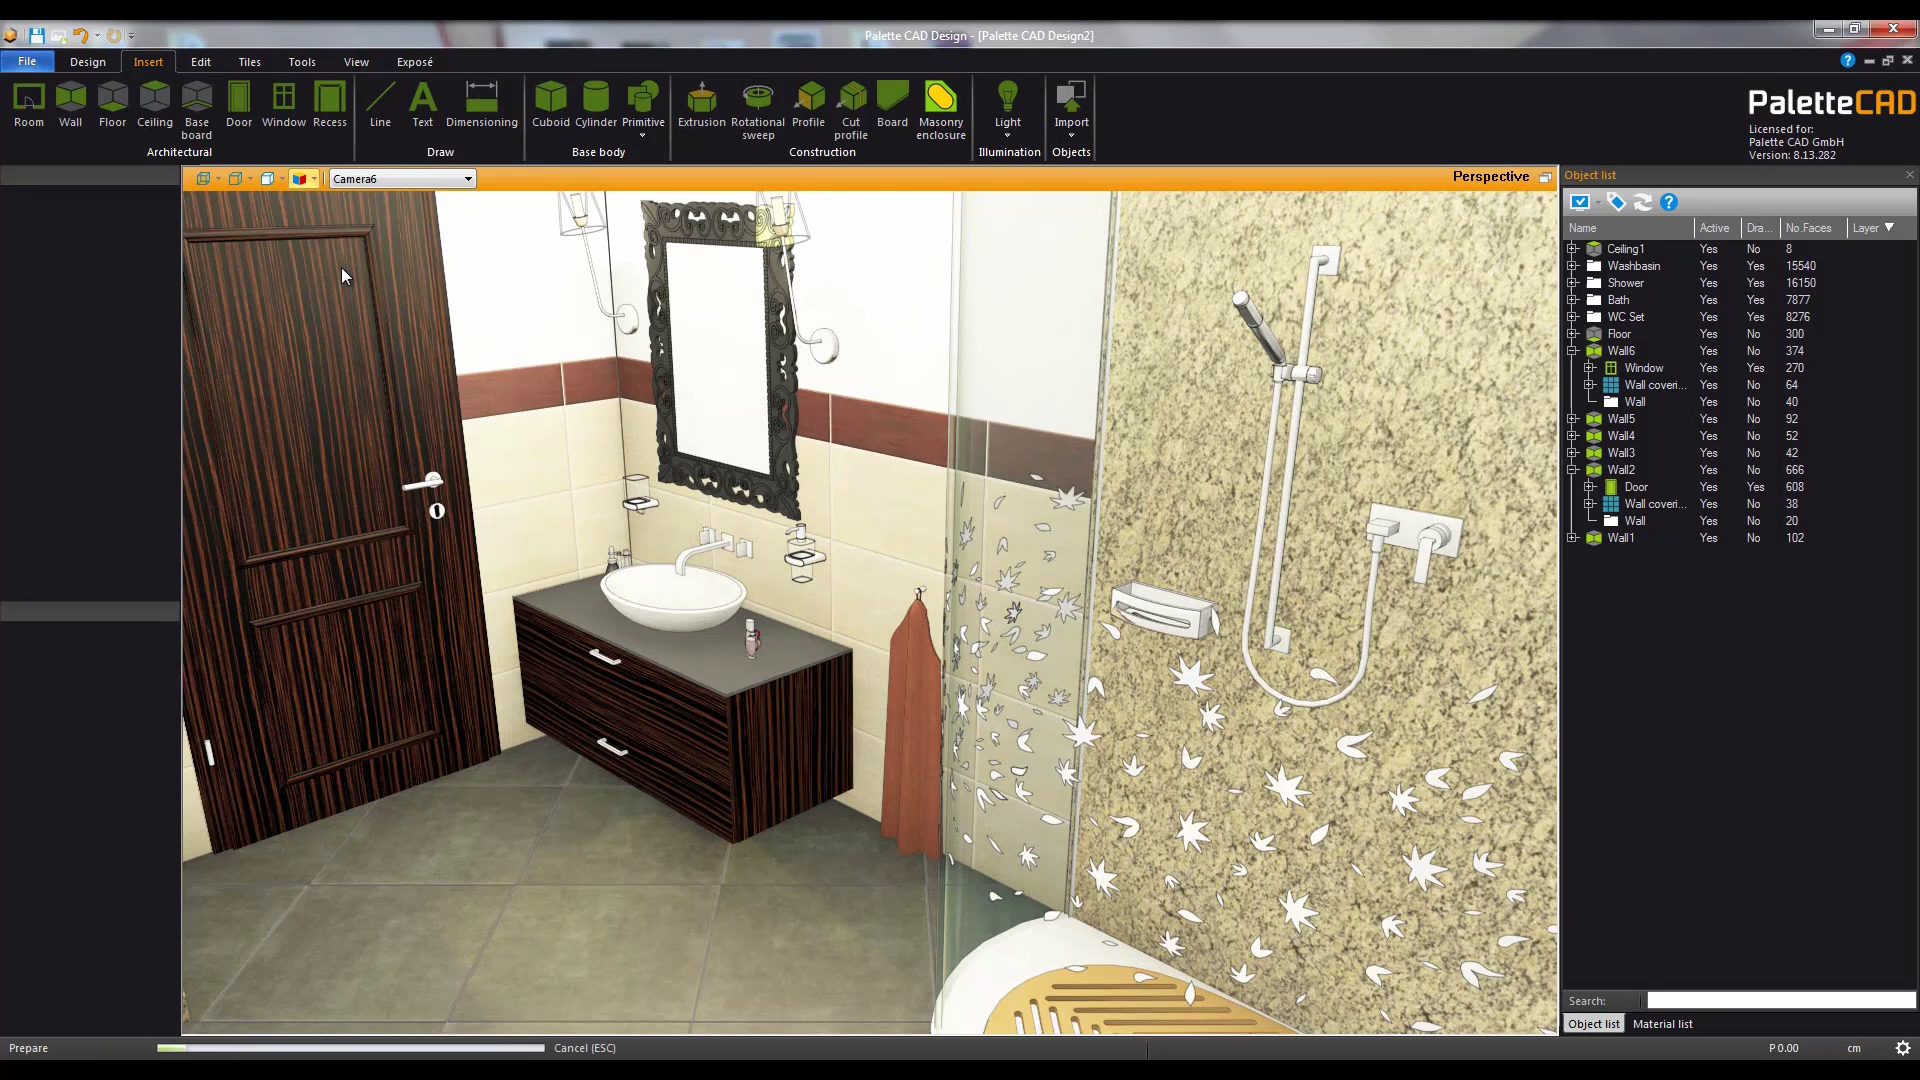 Palette CAD Design - [Palette CAD Design2]
File Design Insert Edit Tiles Tools View Exposé
Room Wall Floor Ceiling Base board Door Window Recess
Architectural
Line Text Dimensioning
Draw
Cuboid Cylinder Primitive
Base body
Extrusion Rotational sweep Profile Cut profile Board Masonry enclosure
Construction
Light
Illumination
Import
Objects
PaletteCAD
Licensed for:
Palette CAD GmbH
Version: 8.13.282
Camera6
Perspective
Object list
Name Active Dra... No.Faces Layer
Ceiling1 Yes No 8
Washbasin Yes Yes 15540
Shower Yes Yes 16150
Bath Yes Yes 7877
WC Set Yes Yes 8276
Floor Yes No 300
Wall6 Yes No 374
Window Yes Yes 270
Wall coveri... Yes No 64
Wall Yes No 40
Wall5 Yes No 92
Wall4 Yes No 52
Wall3 Yes No 42
Wall2 Yes No 666
Door Yes Yes 608
Wall coveri... Yes No 38
Wall Yes No 20
Wall1 Yes No 102
Search:
Object list Material list
Prepare Cancel (ESC) P 0.00 cm